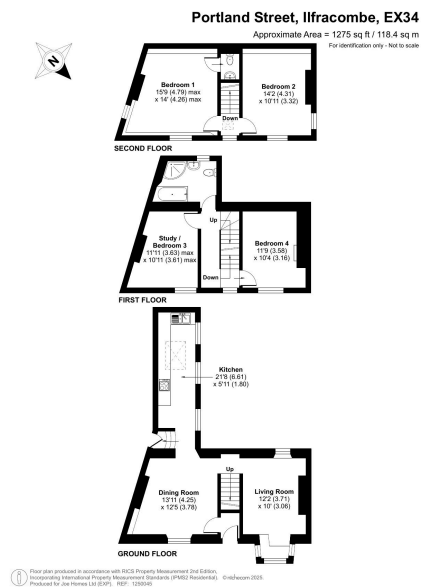 Portland Street, Ilfracombe, EX34
Approximate Area = 1275 sq ft / 118.4 sq m
For identification only - Not to scale
N
Bedroom 1
15'9 (4.79) max
x 14' (4.26) max
Bedroom 2
14'2 (4.31)
x 10'11 (3.32)
Down
SECOND FLOOR
Up
Study /
Bedroom 3
11'11 (3.63) max
x 10'11 (3.61) max
Bedroom 4
11'9 (3.58)
x 10'4 (3.16)
Down
FIRST FLOOR
Kitchen
21'8 (6.61)
x 5'11 (1.80)
Up
Dining Room
13'11 (4.25)
x 12'5 (3.78)
Living Room
12'2 (3.71)
x 10' (3.06)
GROUND FLOOR
Floor plan produced in accordance with RICS Property Measurement 2nd Edition,
Incorporating International Property Measurement Standards (IPMS2 Residential). ©nichecom 2025.
Produced for Joe Homes Ltd (EXP). REF: 1250045